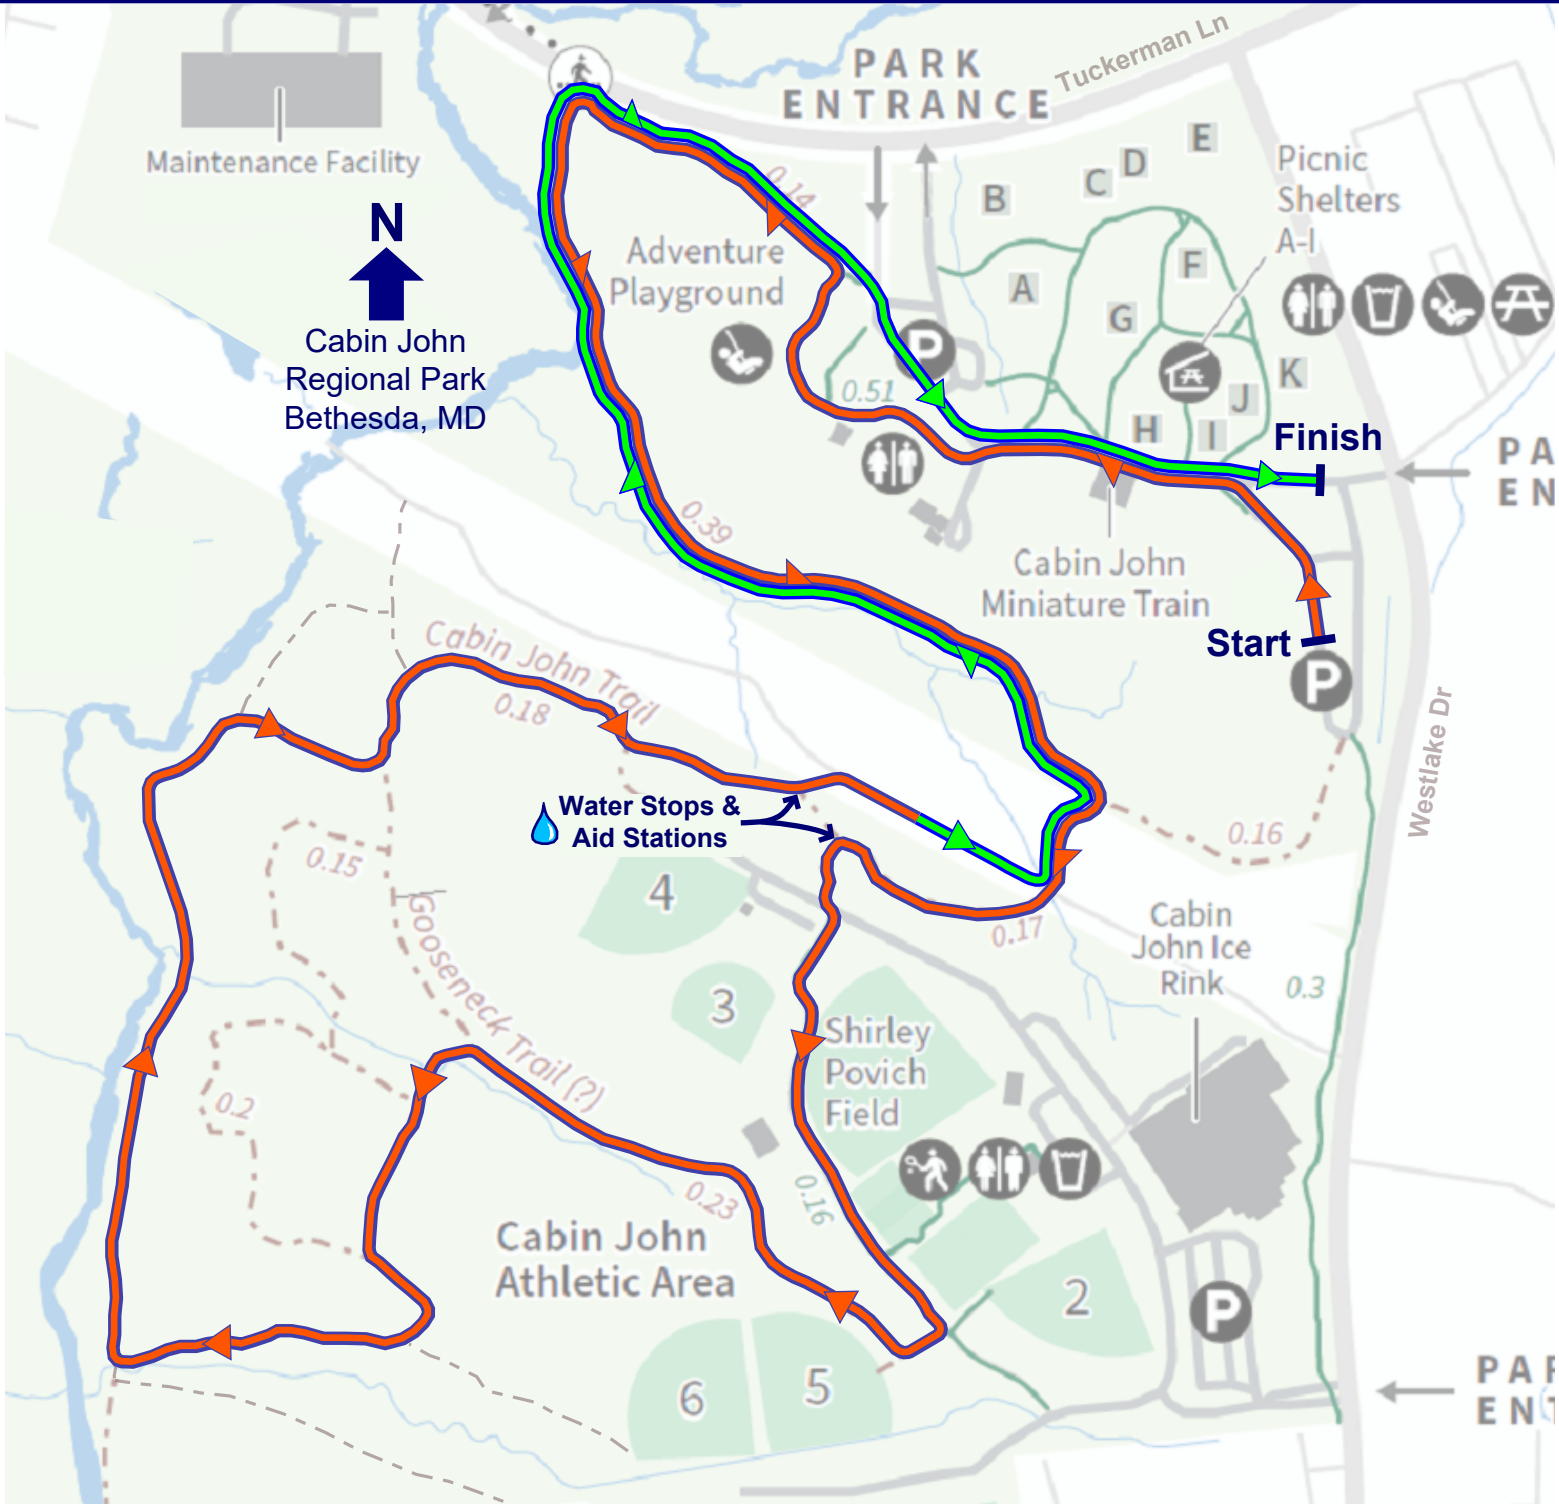 PARK
ENTRANCE
Tuckerman Ln
Maintenance Facility
N
Cabin John
Regional Park
Bethesda, MD
Adventure
Playground
0.14
B
C
D
E
A
F
G
H
I
J
K
Picnic
Shelters
A-I
P
0.51
Finish
PA
EN
0.39
Cabin John
Miniature Train
Start
P
Westlake Dr
Cabin John Trail
0.18
Water Stops &
Aid Stations
0.16
0.15
4
0.17
Cabin
John Ice
Rink
0.3
Gooseneck Trail (?)
3
Shirley
Povich
Field
0.2
0.23
0.16
Cabin John
Athletic Area
2
P
6
5
PAR
ENT